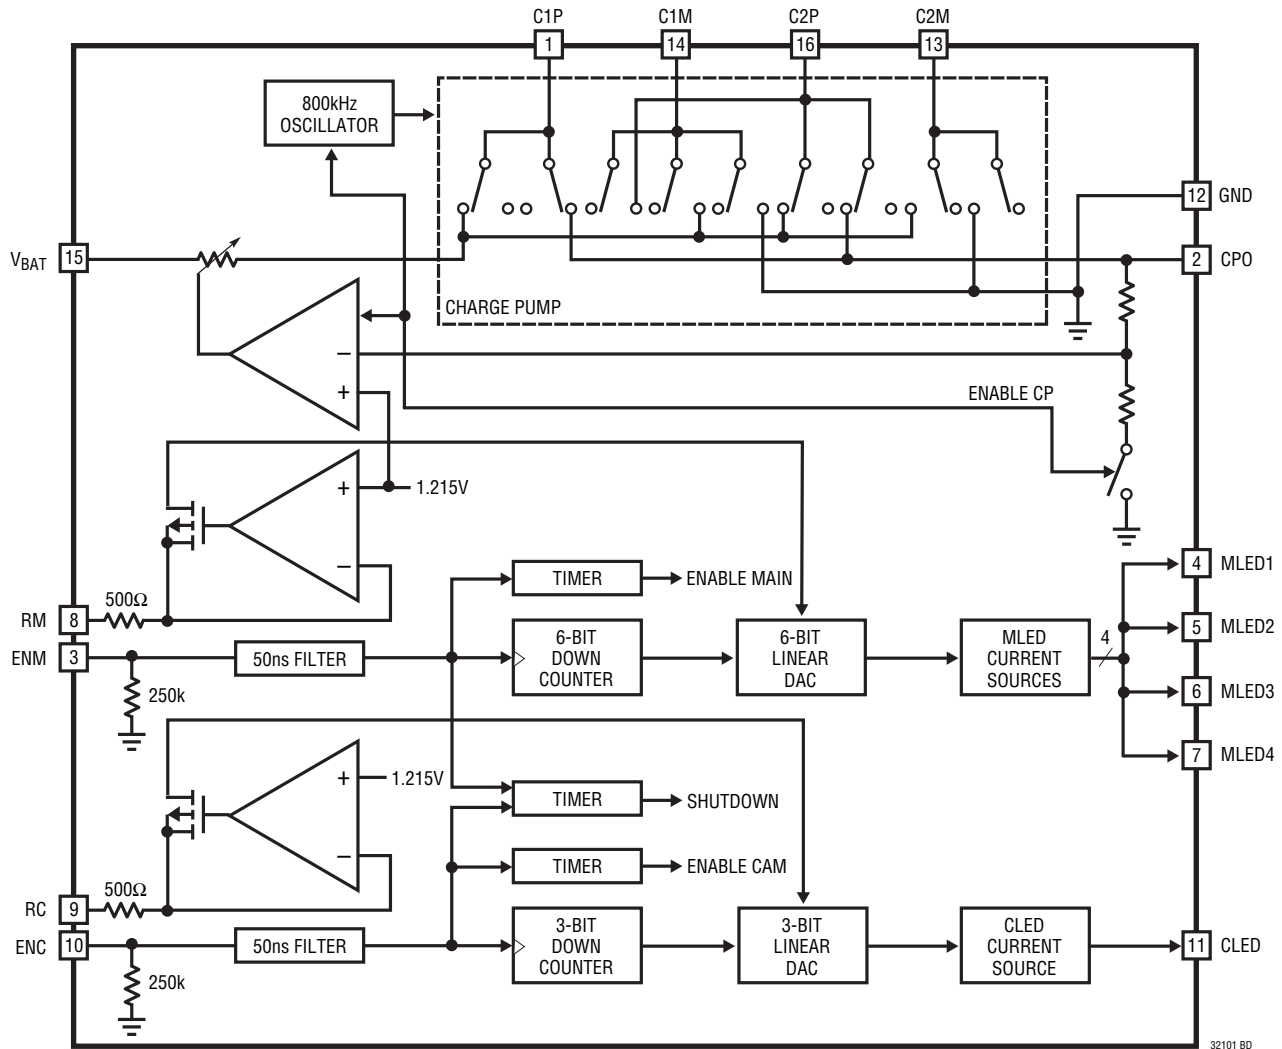 C1P
C1M
C2P
C2M
1
14
16
13
800kHz
OSCILLATOR
12
GND
VBAT
15
2
CPO
CHARGE PUMP
–
+
ENABLE CP
+
1.215V
–
4
MLED1
TIMER
ENABLE MAIN
500Ω
RM
8
5
MLED2
6-BIT
DOWN
COUNTER
6-BIT
LINEAR
DAC
MLED
CURRENT
SOURCES
4
ENM
3
50ns FILTER
250k
6
MLED3
7
MLED4
+
1.215V
TIMER
SHUTDOWN
–
TIMER
ENABLE CAM
500Ω
RC
9
ENC
10
50ns FILTER
3-BIT
DOWN
COUNTER
3-BIT
LINEAR
DAC
CLED
CURRENT
SOURCE
11
CLED
250k
32101 BD